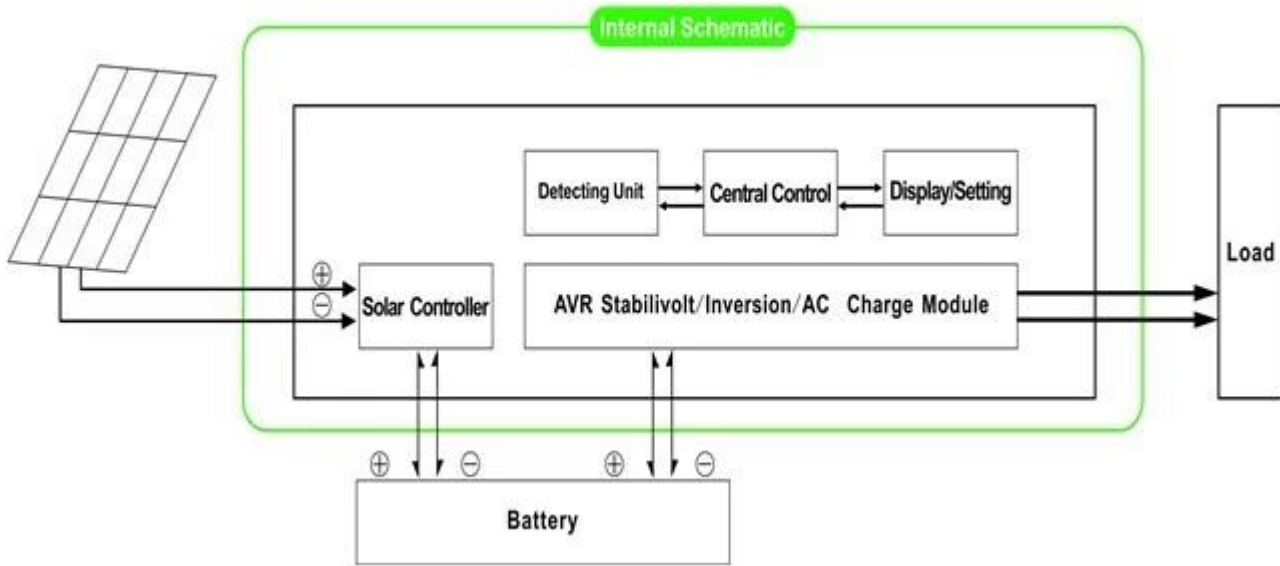 Internal Schematic
Detecting Unit
Central Control
Display/Setting
Load
+
−
Solar Controller
AVR Stabilivolt/Inversion/AC Charge Module
+ − + −
Battery